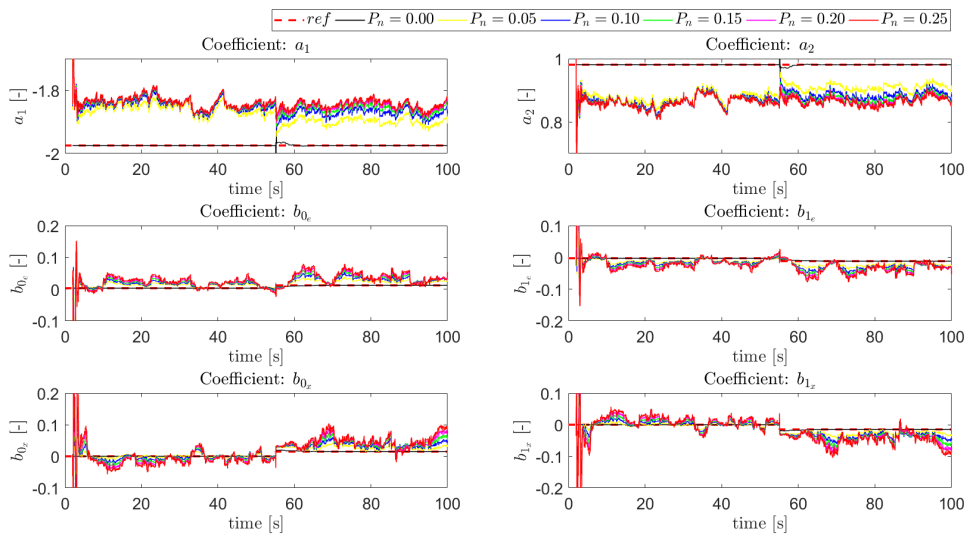 ref P_n = 0.00 P_n = 0.05 P_n = 0.10 P_n = 0.15 P_n = 0.20 P_n = 0.25
Coefficient: a_1
-1.8
-2
a_1 [-]
0 20 40 60 80 100
time [s]
Coefficient: a_2
1
0.8
a_2 [-]
0 20 40 60 80 100
time [s]
Coefficient: b_{0_e}
0.2
0.1
0
-0.1
b_{0_e} [-]
0 20 40 60 80 100
time [s]
Coefficient: b_{1_e}
0.1
0
-0.1
-0.2
b_{1_e} [-]
0 20 40 60 80 100
time [s]
Coefficient: b_{0_x}
0.2
0.1
0
-0.1
b_{0_x} [-]
0 20 40 60 80 100
time [s]
Coefficient: b_{1_x}
0.1
0
-0.1
-0.2
b_{1_x} [-]
0 20 40 60 80 100
time [s]